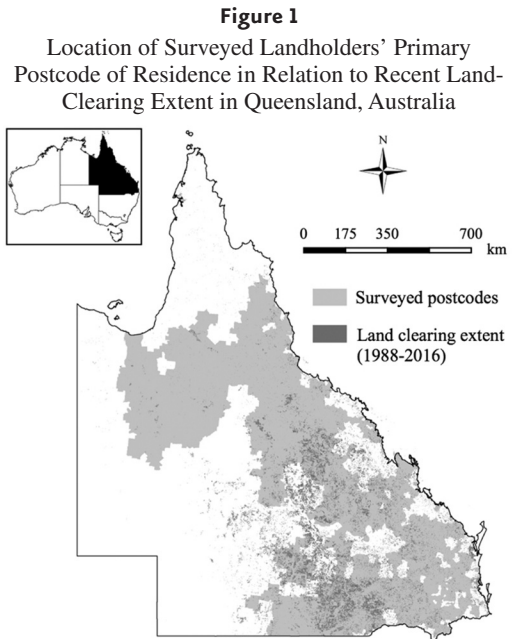 Figure 1
Location of Surveyed Landholders' Primary
Postcode of Residence in Relation to Recent Land-
Clearing Extent in Queensland, Australia
N
0 175 350 700
km
Surveyed postcodes
Land clearing extent
(1988-2016)